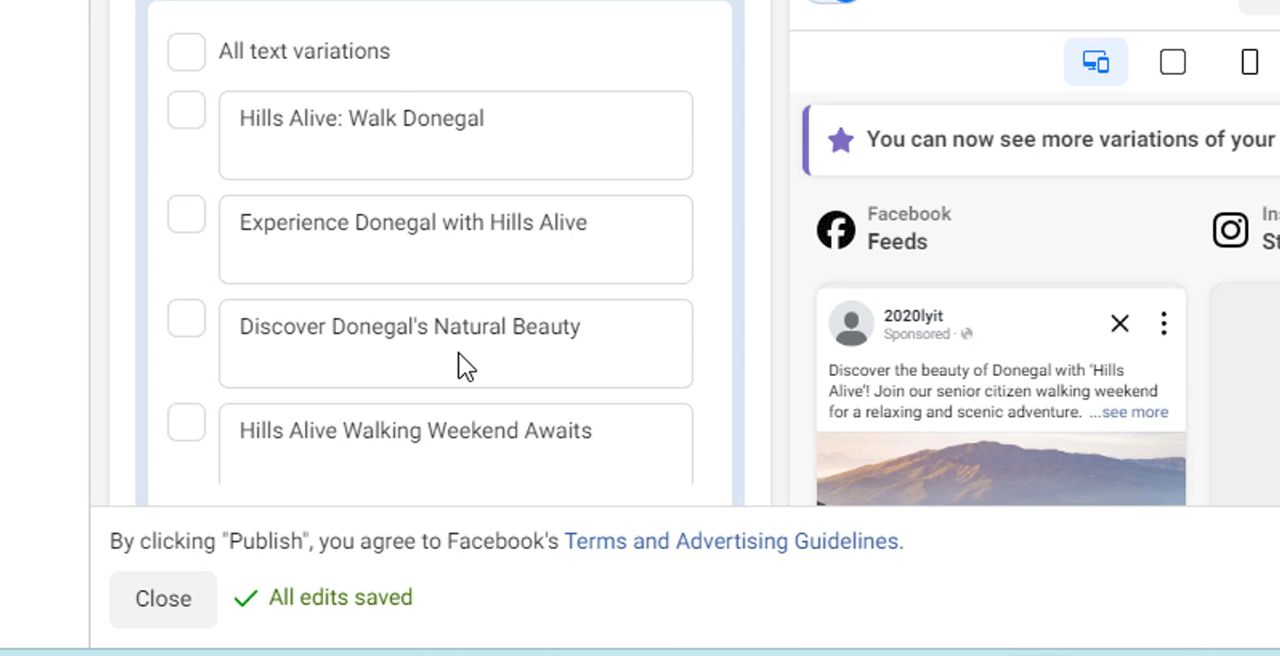 All text variations
Hills Alive: Walk Donegal
Experience Donegal with Hills Alive
Discover Donegal's Natural Beauty
Hills Alive Walking Weekend Awaits
By clicking "Publish", you agree to Facebook's Terms and Advertising Guidelines.
Close
All edits saved
You can now see more variations of your
Facebook
Feeds
2020lyit
Sponsored ·
Discover the beauty of Donegal with 'Hills
Alive'! Join our senior citizen walking weekend
for a relaxing and scenic adventure. ...see more